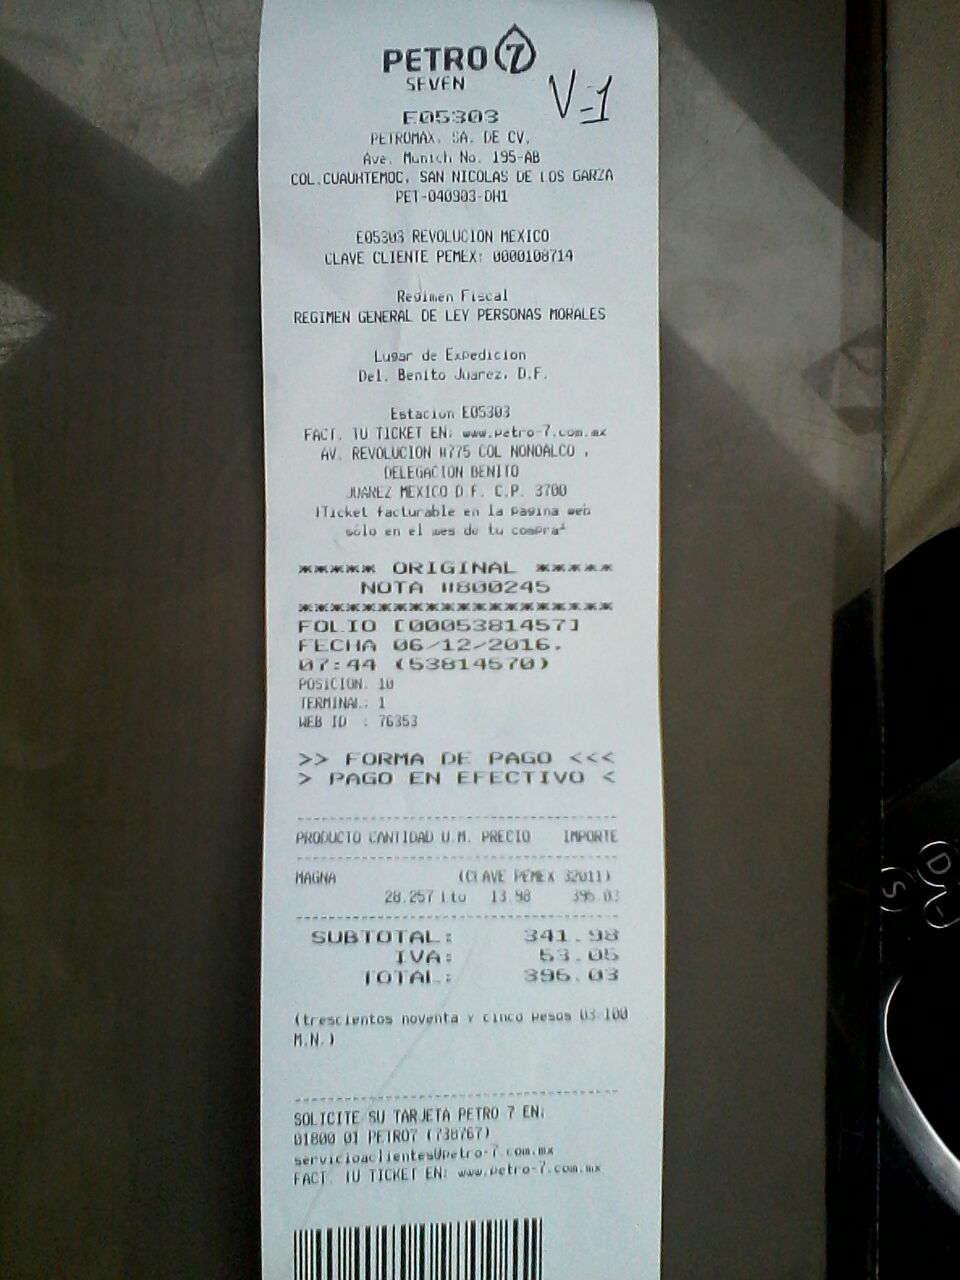 PETRO 7
SEVEN
V-1
E05303
PETROMAX, SA. DE CV.
Ave. Munich No. 195-AB
COL.CUAUHTEMOC, SAN NICOLAS DE LOS GARZA
PET-040903-DH1
E05303 REVOLUCION MEXICO
CLAVE CLIENTE PEMEX: 0000108714
Regimen Fiscal
REGIMEN GENERAL DE LEY PERSONAS MORALES
Lugar de Expedicion
Del. Benito Juarez, D.F.
Estacion E05303
FACT. TU TICKET EN: www.petro-7.com.mx
AV. REVOLUCION #775 COL NONOALCO ,
DELEGACION BENITO
JUAREZ MEXICO D.F. C.P. 3700
!Ticket facturable en la pagina web
sólo en el mes de tu compra!
***** ORIGINAL *****
NOTA #800245
********************
FOLIO [0005381457]
FECHA 06/12/2016.
07:44 (53814570)
POSICION: 10
TERMINAL: 1
WEB ID : 76353
>> FORMA DE PAGO <<<
> PAGO EN EFECTIVO <
PRODUCTO CANTIDAD U.M. PRECIO IMPORTE
MAGNA (CLAVE PEMEX 32011)
28.257 Lto 13.98 395.03
SUBTOTAL: 341.98
IVA: 53.05
TOTAL: 395.03
(trescientos noventa y cinco pesos 03/100
M.N.)
SOLICITE SU TARJETA PETRO 7 EN:
01800 01 PETRO7 (738767)
servicioaclientes@petro-7.com.mx
FACT. TU TICKET EN: www.petro-7.com.mx
D
S